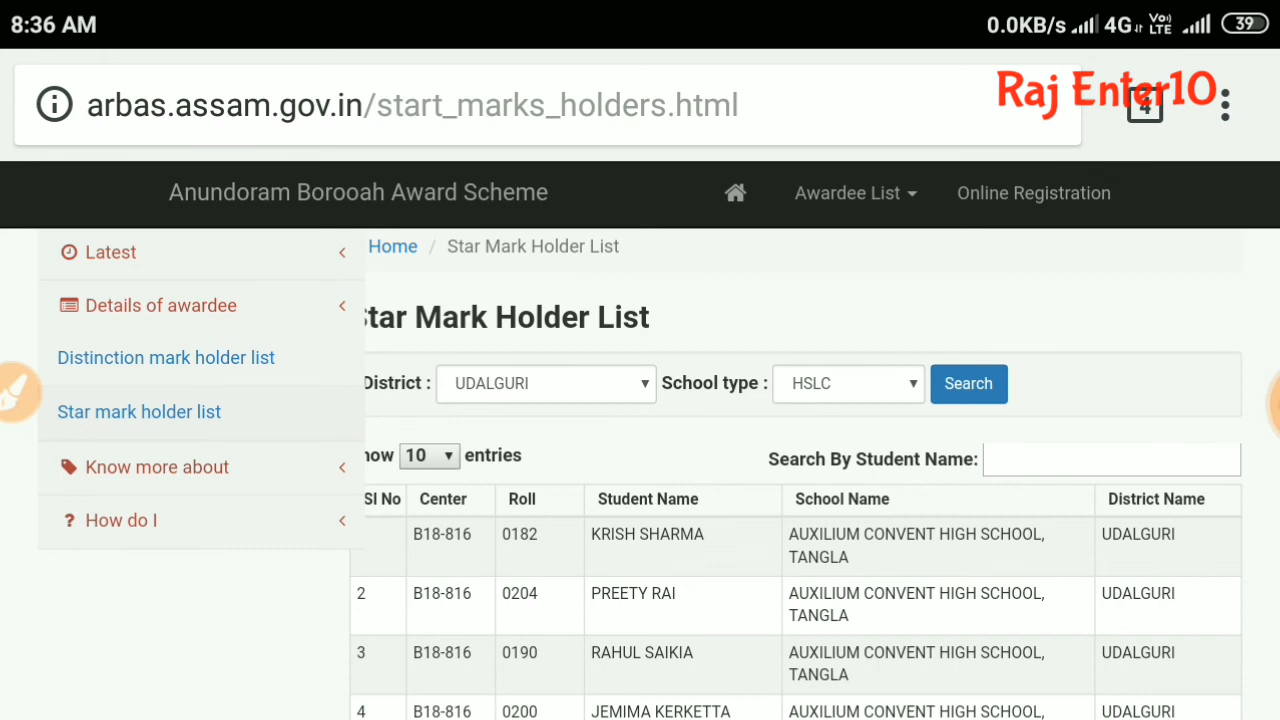 8:36 AM
0.0KB/s 4G VoLTE 39
arbas.assam.gov.in/start_marks_holders.html
Raj Enter10
4
Anundoram Borooah Award Scheme
Awardee List
Online Registration
Latest
Details of awardee
Distinction mark holder list
Star mark holder list
Know more about
? How do I
Home / Star Mark Holder List
Star Mark Holder List
District : UDALGURI School type : HSLC Search
how 10 entries
Search By Student Name:
Sl No Center Roll Student Name School Name District Name
B18-816 0182 KRISH SHARMA AUXILIUM CONVENT HIGH SCHOOL, UDALGURI
TANGLA
2 B18-816 0204 PREETY RAI AUXILIUM CONVENT HIGH SCHOOL, UDALGURI
TANGLA
3 B18-816 0190 RAHUL SAIKIA AUXILIUM CONVENT HIGH SCHOOL, UDALGURI
TANGLA
4 B18-816 0200 JEMIMA KERKETTA AUXILIUM CONVENT HIGH SCHOOL, UDALGURI